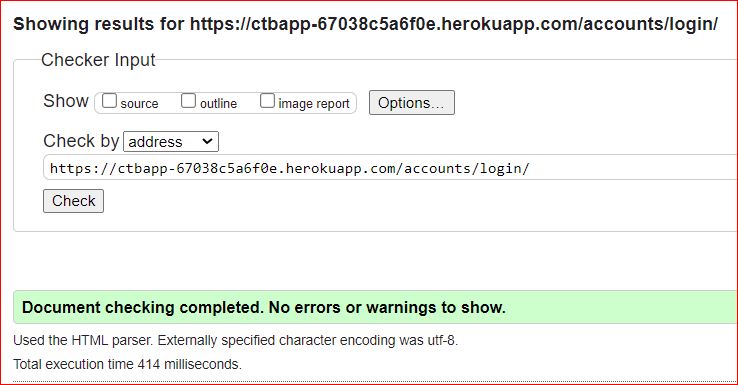 Showing results for https://ctbapp-67038c5a6f0e.herokuapp.com/accounts/login/
Checker Input
Show source outline image report Options...
Check by address
https://ctbapp-67038c5a6f0e.herokuapp.com/accounts/login/
Check
Document checking completed. No errors or warnings to show.
Used the HTML parser. Externally specified character encoding was utf-8.
Total execution time 414 milliseconds.